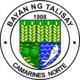 BAYAN NG TALISAY
1908
CAMARINES NORTE